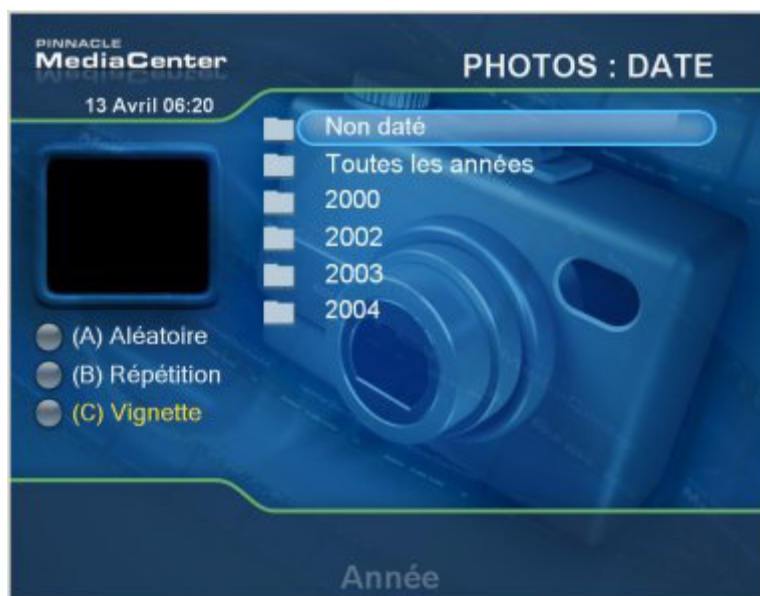 PINNACLE
MediaCenter
PHOTOS : DATE
13 Avril 06:20
Non daté
Toutes les années
2000
2002
2003
2004
(A) Aléatoire
(B) Répétition
(C) Vignette
Année